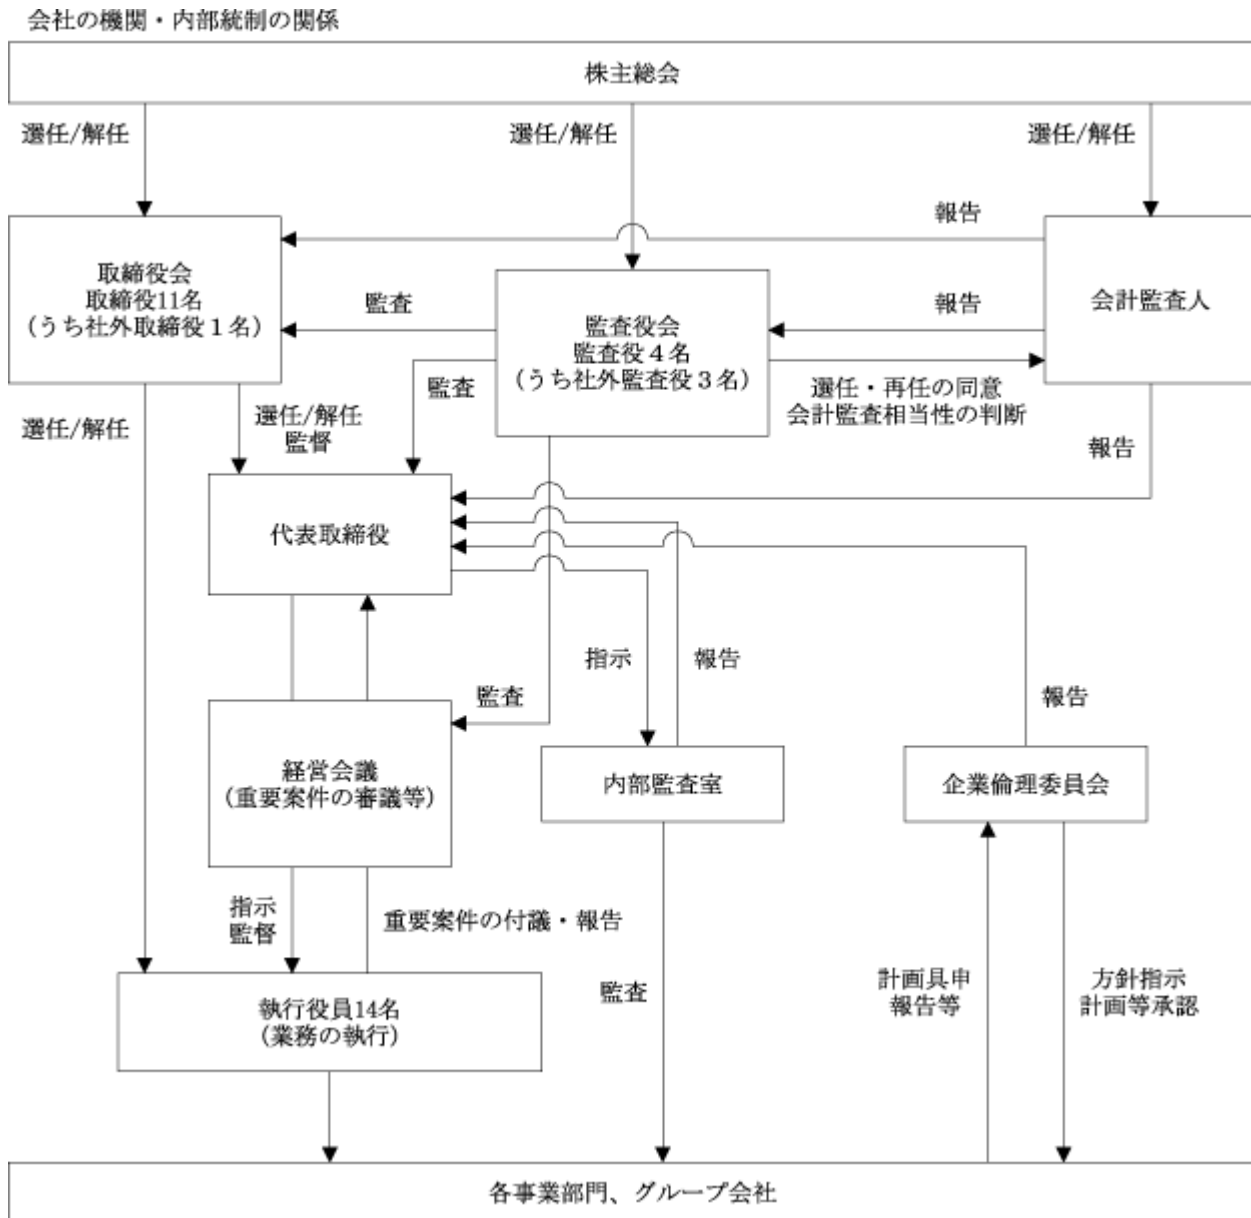 会社の機関・内部統制の関係
株主総会
選任/解任
選任/解任
選任/解任
報告
取締役会
取締役11名
（うち社外取締役１名）
監査
監査役会
監査役４名
（うち社外監査役３名）
報告
会計監査人
選任/解任
選任/解任
監督
監査
選任・再任の同意
会計監査相当性の判断
報告
代表取締役
指示
報告
監査
報告
経営会議
（重要案件の審議等）
内部監査室
企業倫理委員会
指示
監督
重要案件の付議・報告
監査
計画具申
報告等
方針指示
計画等承認
執行役員14名
（業務の執行）
各事業部門、グループ会社